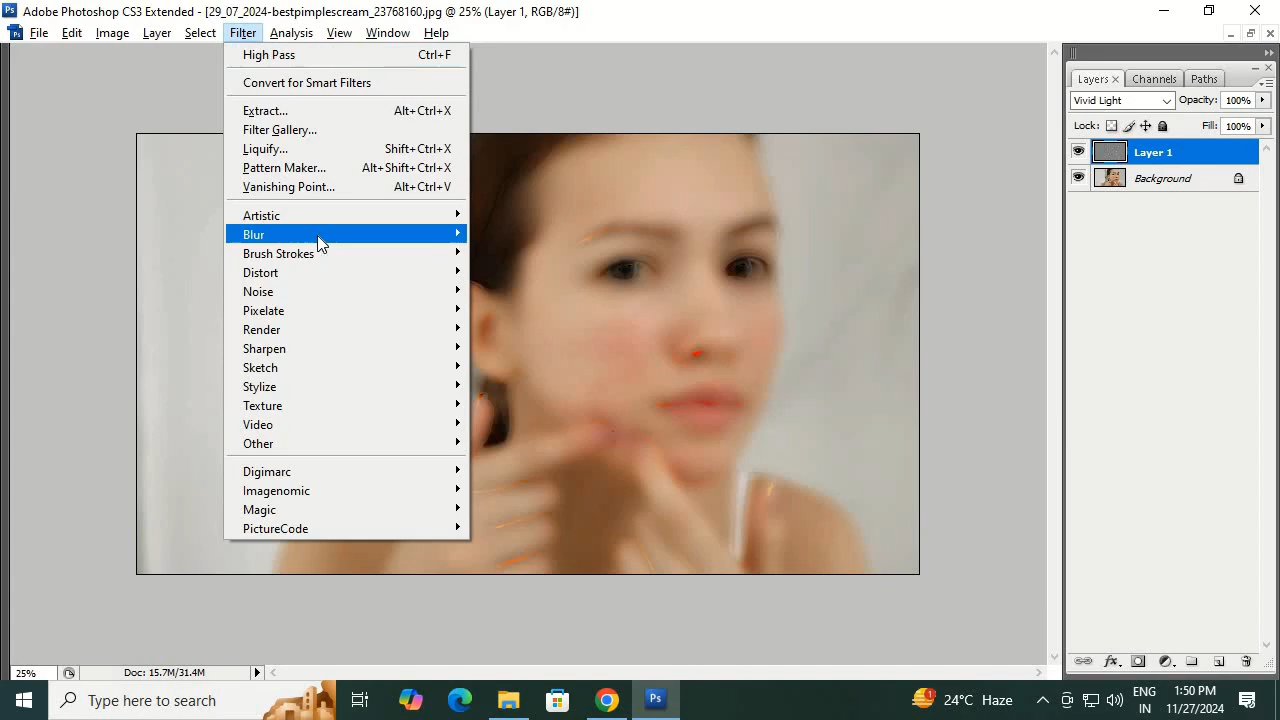 Adobe Photoshop CS3 Extended - [29_07_2024-bestpimplescream_23768160.jpg @ 25% (Layer 1, RGB/8#)]
File Edit Image Layer Select Filter Analysis View Window Help
High Pass Ctrl+F
Convert for Smart Filters
Extract... Alt+Ctrl+X
Filter Gallery...
Liquify... Shift+Ctrl+X
Pattern Maker... Alt+Shift+Ctrl+X
Vanishing Point... Alt+Ctrl+V
Artistic
Blur
Brush Strokes
Distort
Noise
Pixelate
Render
Sharpen
Sketch
Stylize
Texture
Video
Other
Digimarc
Imagenomic
Magic
PictureCode
Layers Channels Paths
Vivid Light Opacity: 100%
Lock: Fill: 100%
Layer 1
Background
25% Doc: 15.7M/31.4M
Type here to search
1
24°C Haze
ENG
IN
1:50 PM
11/27/2024